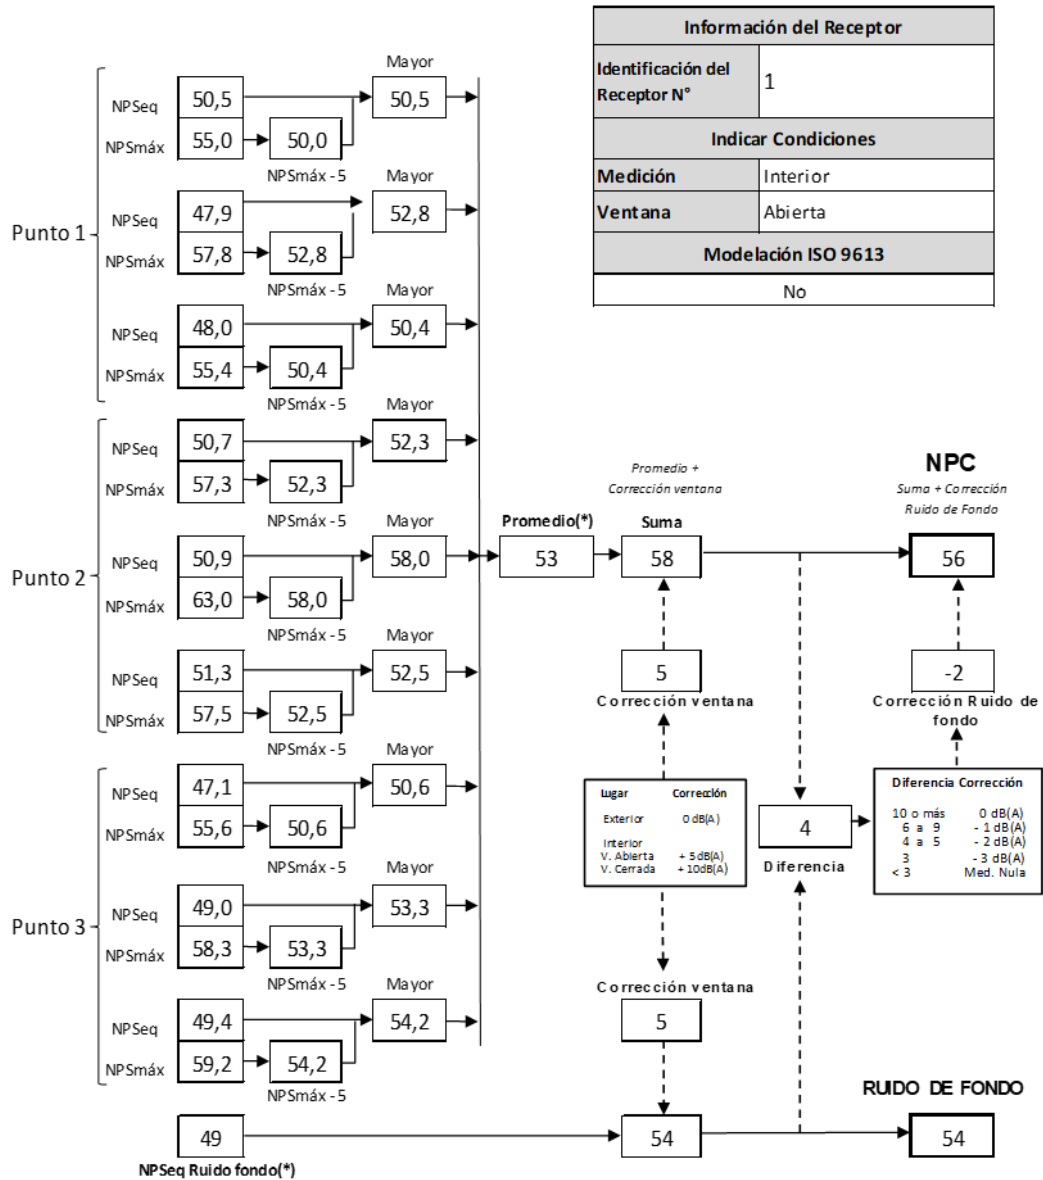 Información del Receptor
Identificación del Receptor N°
1
Indicar Condiciones
Medición
Interior
Ventana
Abierta
Modelación ISO 9613
No
Punto 1
Mayor
NPSeq
50,5
50,5
NPSmáx
55,0
50,0
NPSmáx - 5
Mayor
NPSeq
47,9
52,8
NPSmáx
57,8
52,8
NPSmáx - 5
Mayor
NPSeq
48,0
50,4
NPSmáx
55,4
50,4
NPSmáx - 5
Punto 2
Mayor
NPSeq
50,7
52,3
NPSmáx
57,3
52,3
NPSmáx - 5
Mayor
NPSeq
50,9
58,0
NPSmáx
63,0
58,0
NPSmáx - 5
Mayor
NPSeq
51,3
52,5
NPSmáx
57,5
52,5
NPSmáx - 5
Punto 3
Mayor
NPSeq
47,1
50,6
NPSmáx
55,6
50,6
NPSmáx - 5
Mayor
NPSeq
49,0
53,3
NPSmáx
58,3
53,3
NPSmáx - 5
Mayor
NPSeq
49,4
54,2
NPSmáx
59,2
54,2
NPSmáx - 5
49
NPSeq Ruido fondo(*)
Promedio(*)
53
Promedio +
Corrección ventana
Suma
58
5
Corrección ventana
Lugar Corrección
Exterior 0 dB(A)
Interior
V. Abierta + 5dB(A)
V. Cerrada + 10dB(A)
Corrección ventana
5
54
4
Diferencia
NPC
Suma + Corrección
Ruido de Fondo
56
-2
Corrección Ruido de
fondo
Diferencia Corrección
10 o más 0 dB(A)
6 a 9 - 1 dB(A)
4 a 5 - 2 dB(A)
3 - 3 dB(A)
< 3 Med. Nula
RUIDO DE FONDO
54